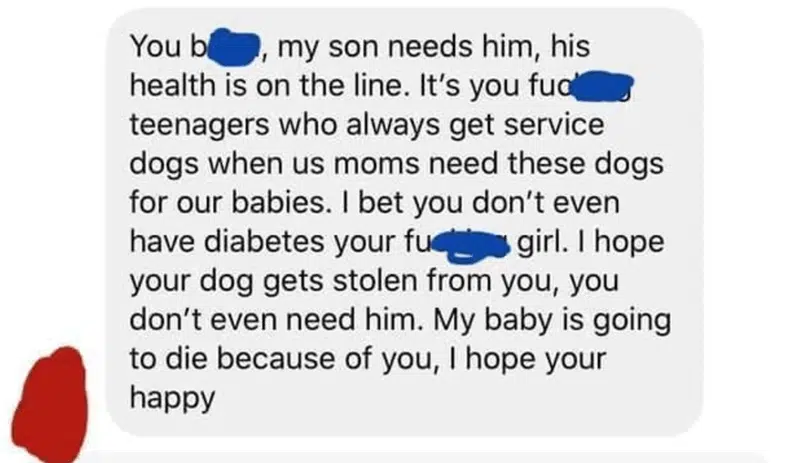 You b, my son needs him, his
health is on the line. It's you fuc
teenagers who always get service
dogs when us moms need these dogs
for our babies. I bet you don't even
have diabetes your fu girl. I hope
your dog gets stolen from you, you
don't even need him. My baby is going
to die because of you, I hope your
happy